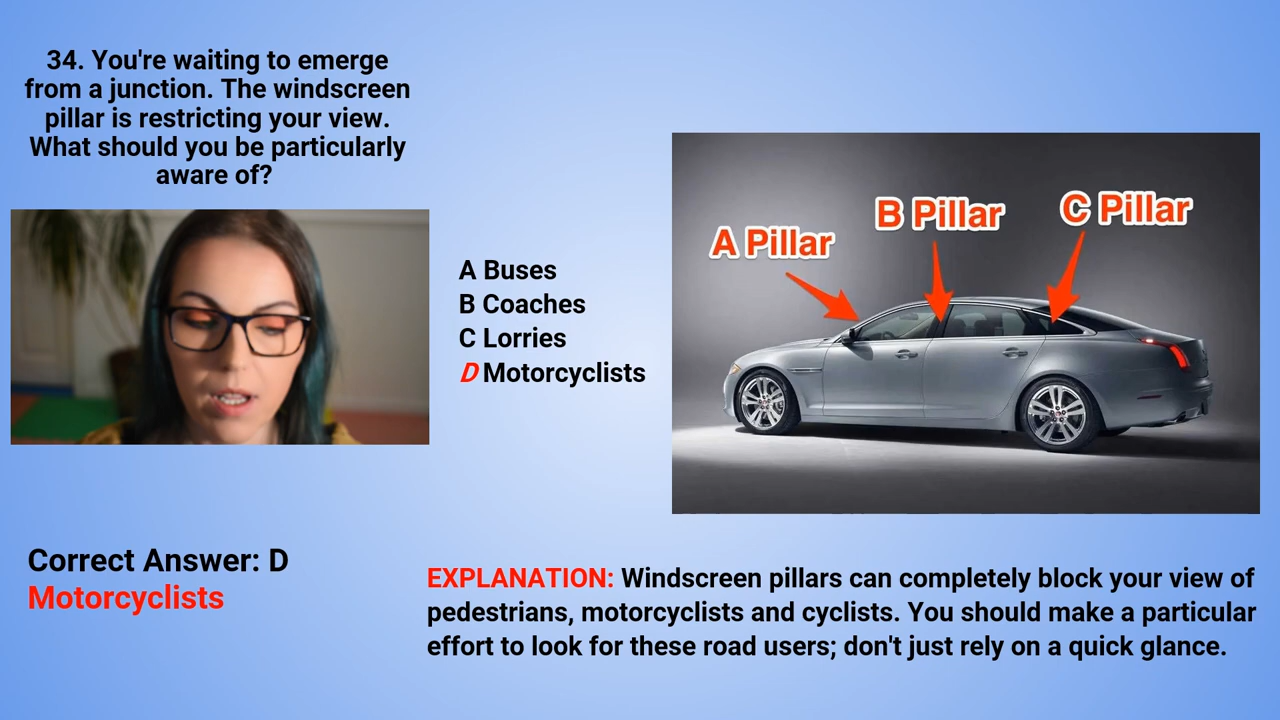 34. You're waiting to emerge
from a junction. The windscreen
pillar is restricting your view.
What should you be particularly
aware of?
A Buses
B Coaches
C Lorries
D Motorcyclists
A Pillar
B Pillar
C Pillar
Correct Answer: D
Motorcyclists
EXPLANATION: Windscreen pillars can completely block your view of
pedestrians, motorcyclists and cyclists. You should make a particular
effort to look for these road users; don't just rely on a quick glance.